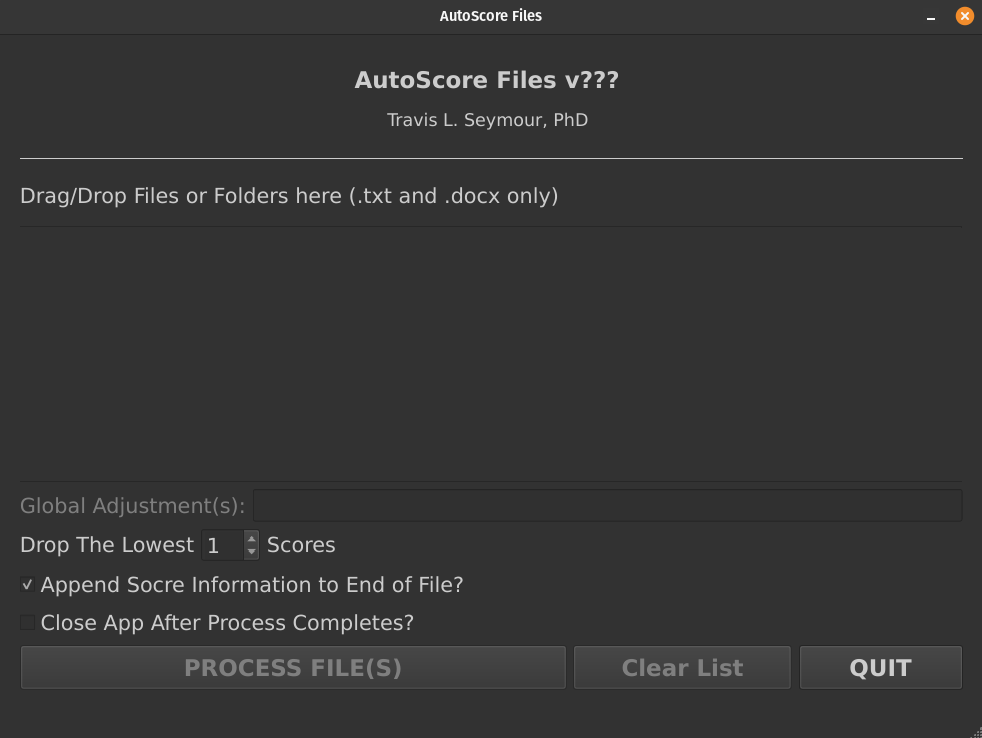 AutoScore Files
AutoScore Files v???
Travis L. Seymour, PhD
Drag/Drop Files or Folders here (.txt and .docx only)
Global Adjustment(s):
Drop The Lowest 1 Scores
Append Socre Information to End of File?
Close App After Process Completes?
PROCESS FILE(S) Clear List QUIT